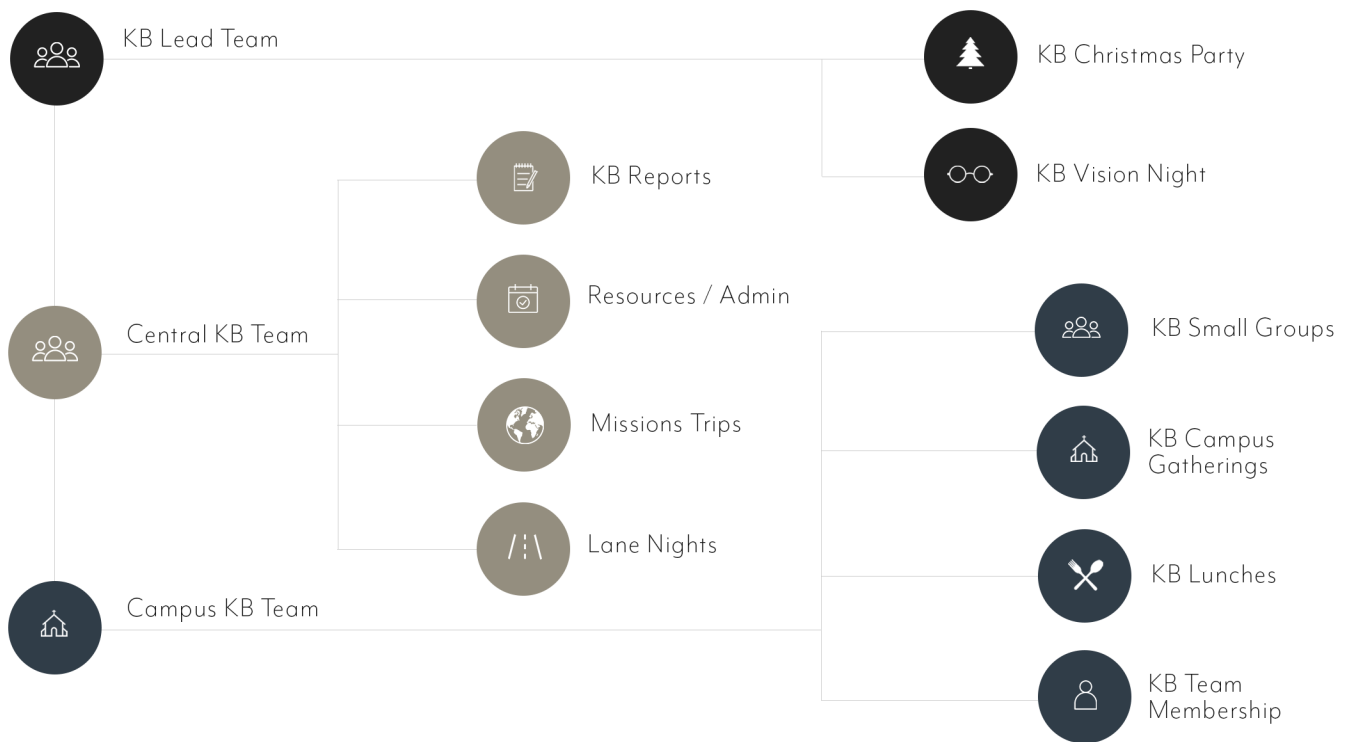 KB Lead Team
KB Christmas Party
KB Vision Night
KB Reports
Resources / Admin
Central KB Team
Missions Trips
Lane Nights
KB Small Groups
KB Campus
Gatherings
KB Lunches
Campus KB Team
KB Team
Membership